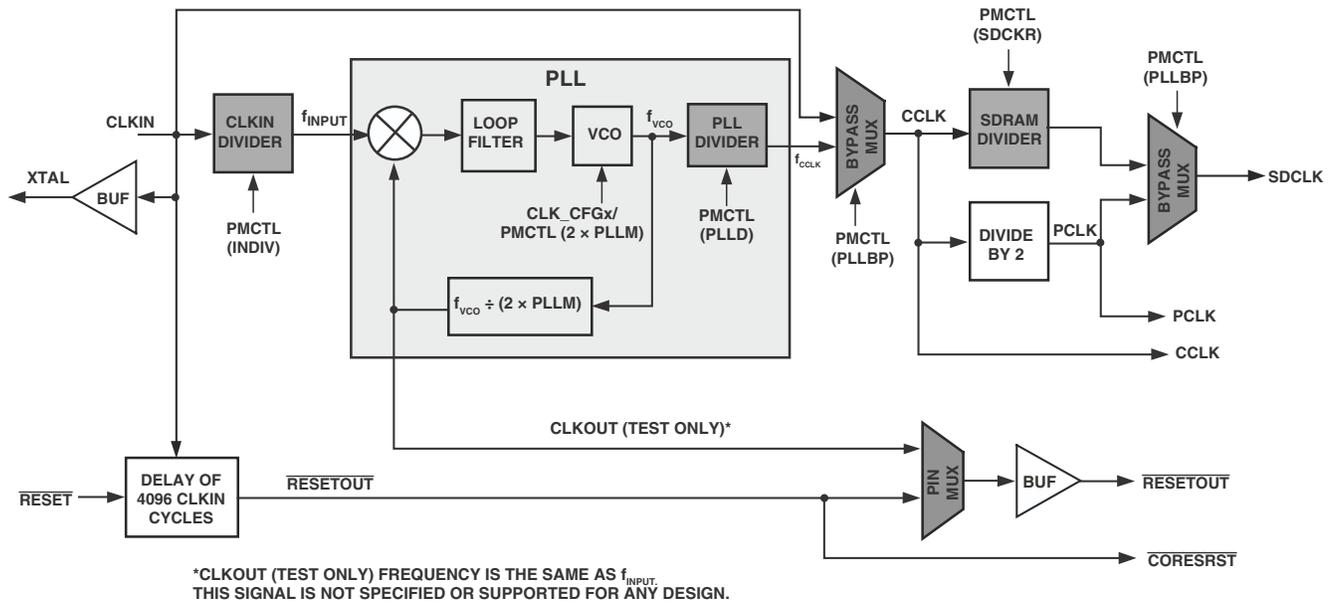 PMCTL
(SDCKR)
PMCTL
(PLLBP)
PLL
CLKIN
CLKIN
DIVIDER
fINPUT
LOOP
FILTER
VCO
fVCO
PLL
DIVIDER
fCCLK
BYPASS
MUX
CCLK
SDRAM
DIVIDER
BYPASS
MUX
SDCLK
XTAL
BUF
PMCTL
(INDIV)
CLK_CFGx/
PMCTL (2 × PLLM)
PMCTL
(PLLD)
PMCTL
(PLLBP)
DIVIDE
BY 2
PCLK
fVCO ÷ (2 × PLLM)
PCLK
CCLK
CLKOUT (TEST ONLY)*
RESET
DELAY OF
4096 CLKIN
CYCLES
RESETOUT
PIN
MUX
BUF
RESETOUT
CORESRST
*CLKOUT (TEST ONLY) FREQUENCY IS THE SAME AS fINPUT.
THIS SIGNAL IS NOT SPECIFIED OR SUPPORTED FOR ANY DESIGN.